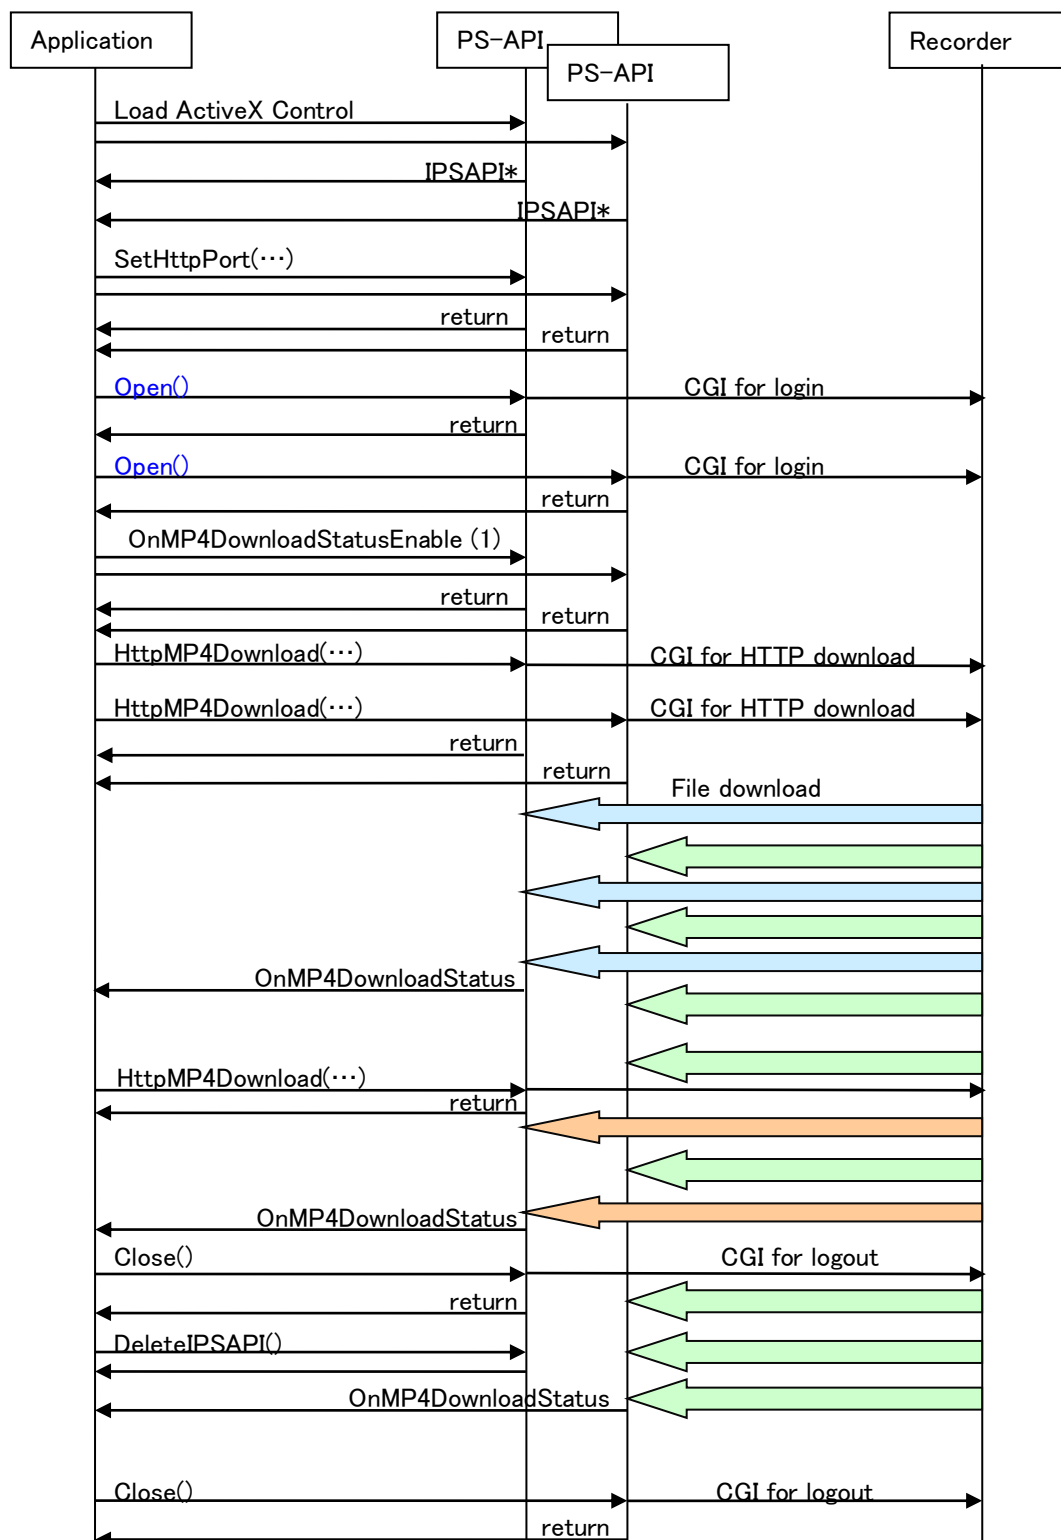 Application
PS-API
PS-API
Recorder
Load ActiveX Control
IPSAPI*
IPSAPI*
SetHttpPort(···)
return
return
Open()
CGI for login
return
Open()
CGI for login
return
OnMP4DownloadStatusEnable (1)
return
return
HttpMP4Download(···)
CGI for HTTP download
HttpMP4Download(···)
CGI for HTTP download
return
return
File download
OnMP4DownloadStatus
HttpMP4Download(···)
return
OnMP4DownloadStatus
Close()
CGI for logout
return
DeleteIPSAPI()
OnMP4DownloadStatus
Close()
CGI for logout
return